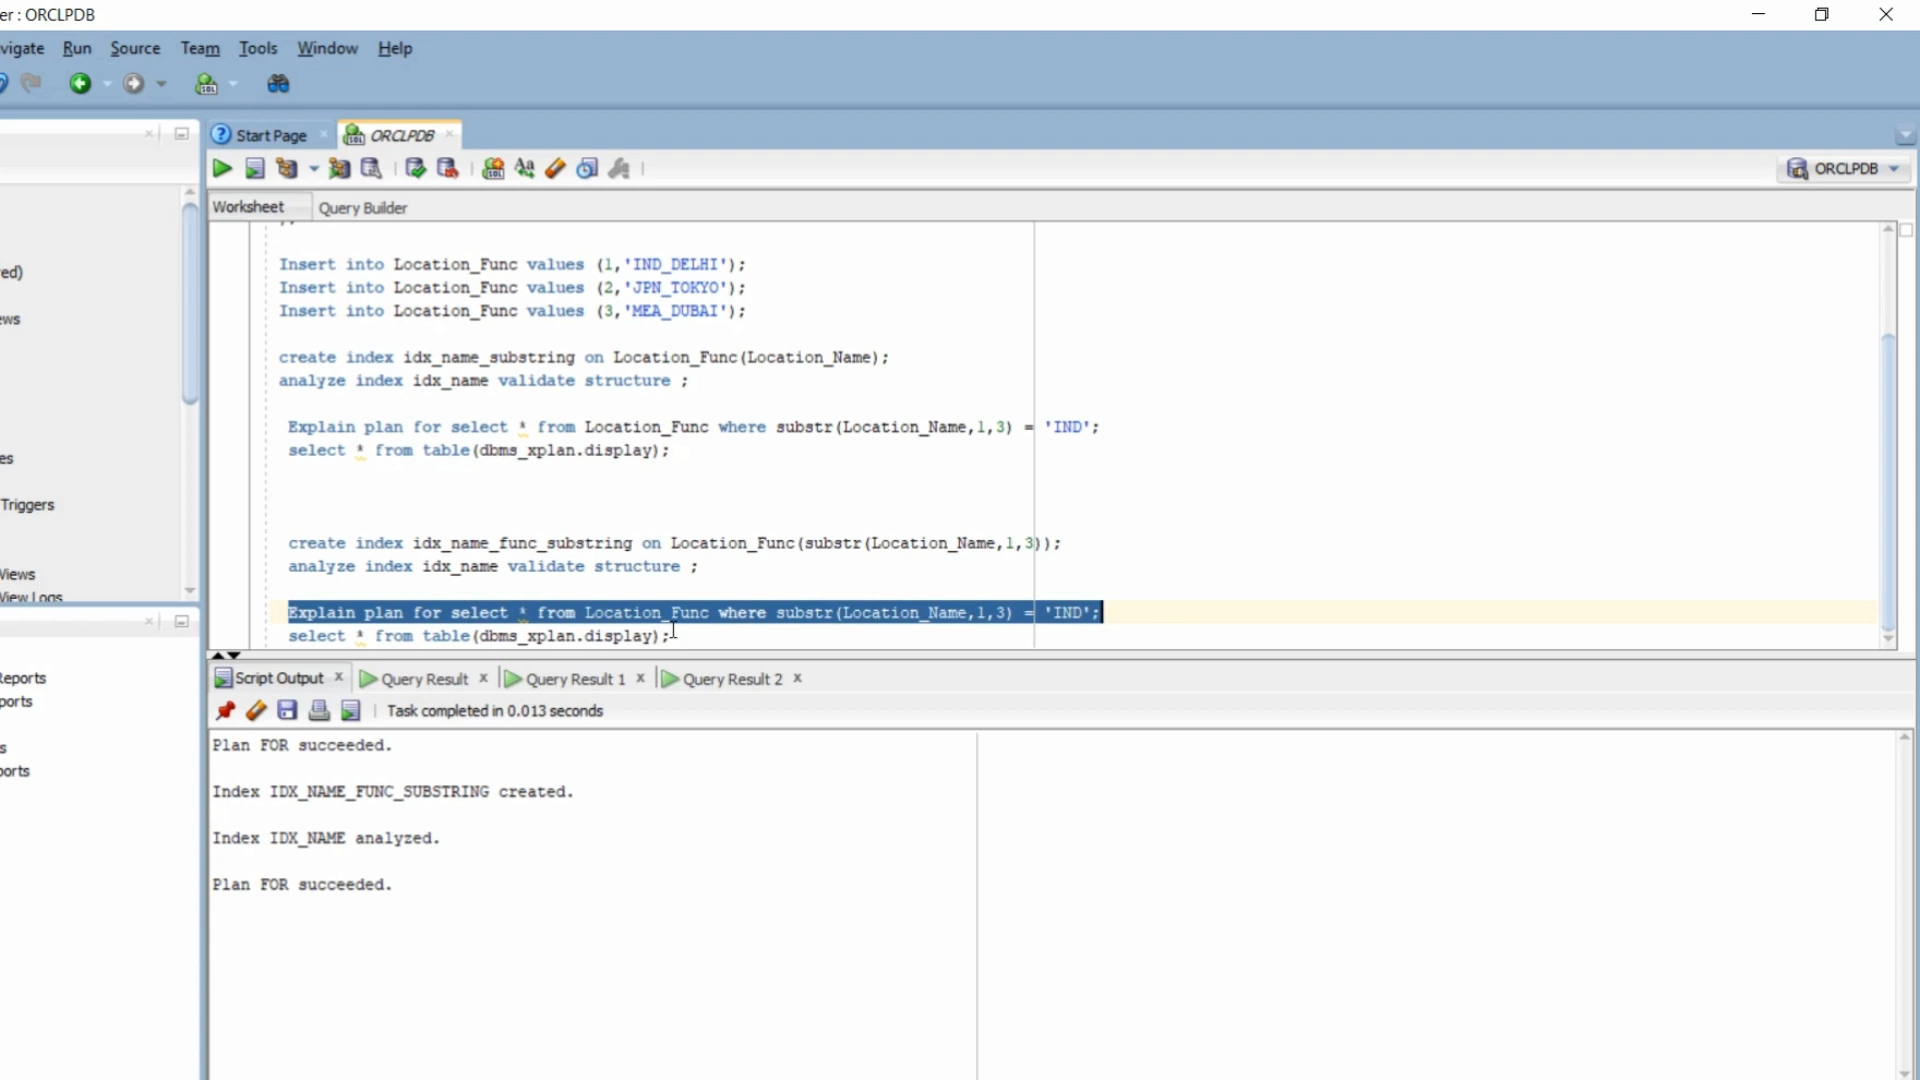 er : ORCLPDB
vigate Run Source Team Tools Window Help
Start Page ORCLPDB
ORCLPDB
Worksheet Query Builder
Insert into Location_Func values (1,'IND_DELHI');
Insert into Location_Func values (2,'JPN_TOKYO');
Insert into Location_Func values (3,'MEA_DUBAI');
create index idx_name_substring on Location_Func(Location_Name);
analyze index idx_name validate structure ;
Explain plan for select * from Location_Func where substr(Location_Name,1,3) = 'IND';
select * from table(dbms_xplan.display);
create index idx_name_func_substring on Location_Func(substr(Location_Name,1,3));
analyze index idx_name validate structure ;
Explain plan for select * from Location_Func where substr(Location_Name,1,3) = 'IND';
select * from table(dbms_xplan.display);
red)
ews
es
Triggers
Views
View Logs
Reports
ports
s
ports
Script Output Query Result Query Result 1 Query Result 2
Task completed in 0.013 seconds
Plan FOR succeeded.
Index IDX_NAME_FUNC_SUBSTRING created.
Index IDX_NAME analyzed.
Plan FOR succeeded.